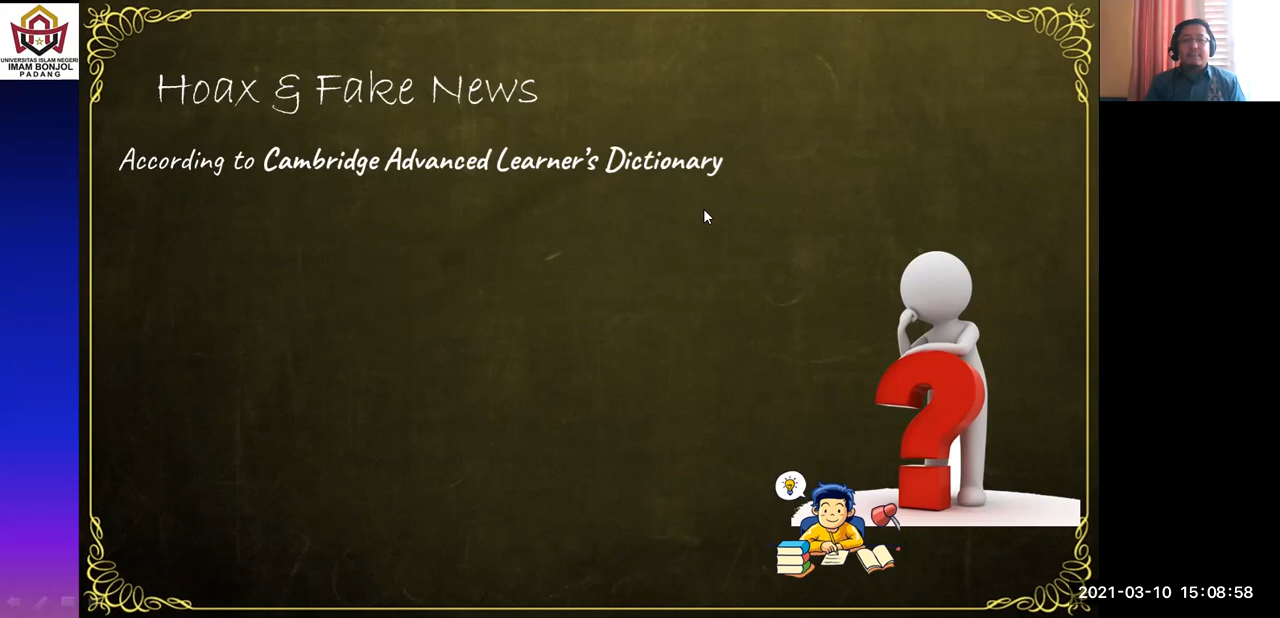 UNIVERSITAS ISLAM NEGERI
IMAM BONJOL
PADANG
Hoax & Fake News
According to Cambridge Advanced Learner's Dictionary
2021-03-10 15:08:58